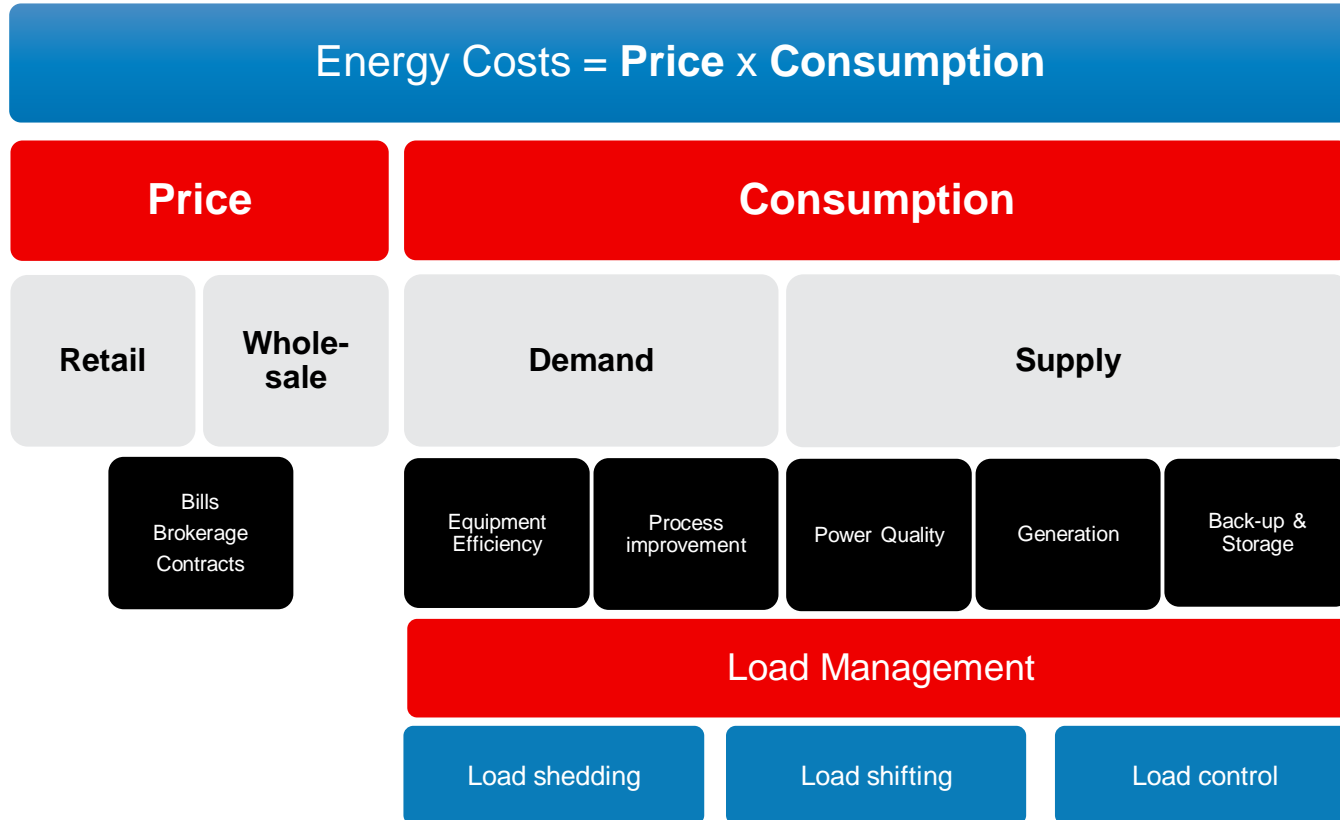 Energy Costs = Price x Consumption
Price
Consumption
Retail
Whole-
sale
Demand
Supply
Bills
Brokerage
Contracts
Equipment
Efficiency
Process
improvement
Power Quality
Generation
Back-up &
Storage
Load Management
Load shedding
Load shifting
Load control